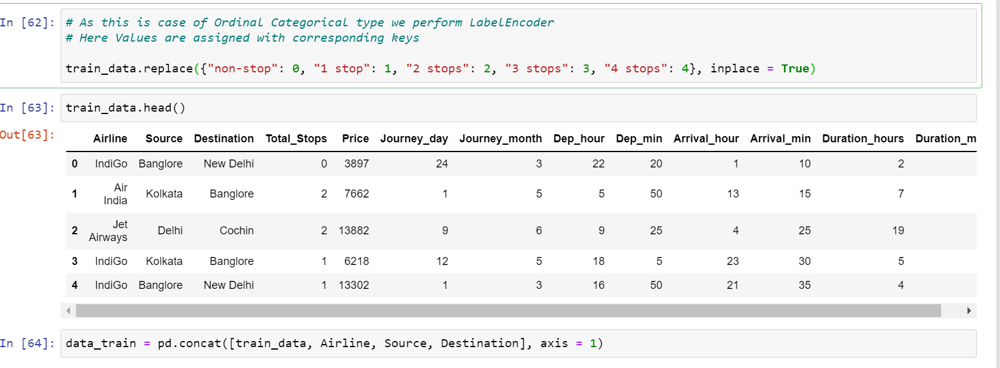 In [62]:
# As this is case of Ordinal Categorical type we perform LabelEncoder
# Here Values are assigned with corresponding keys
train_data.replace({"non-stop": 0, "1 stop": 1, "2 stops": 2, "3 stops": 3, "4 stops": 4}, inplace = True)
In [63]: train_data.head()
Out[63]:
Airline Source Destination Total_Stops Price Journey_day Journey_month Dep_hour Dep_min Arrival_hour Arrival_min Duration_hours Duration_m
0 IndiGo Banglore New Delhi 0 3897 24 3 22 20 1 10 2
1 Air India Kolkata Banglore 2 7662 1 5 5 50 13 15 7
2 Jet Airways Delhi Cochin 2 13882 9 6 9 25 4 25 19
3 IndiGo Kolkata Banglore 1 6218 12 5 18 5 23 30 5
4 IndiGo Banglore New Delhi 1 13302 1 3 16 50 21 35 4
In [64]: data_train = pd.concat([train_data, Airline, Source, Destination], axis = 1)